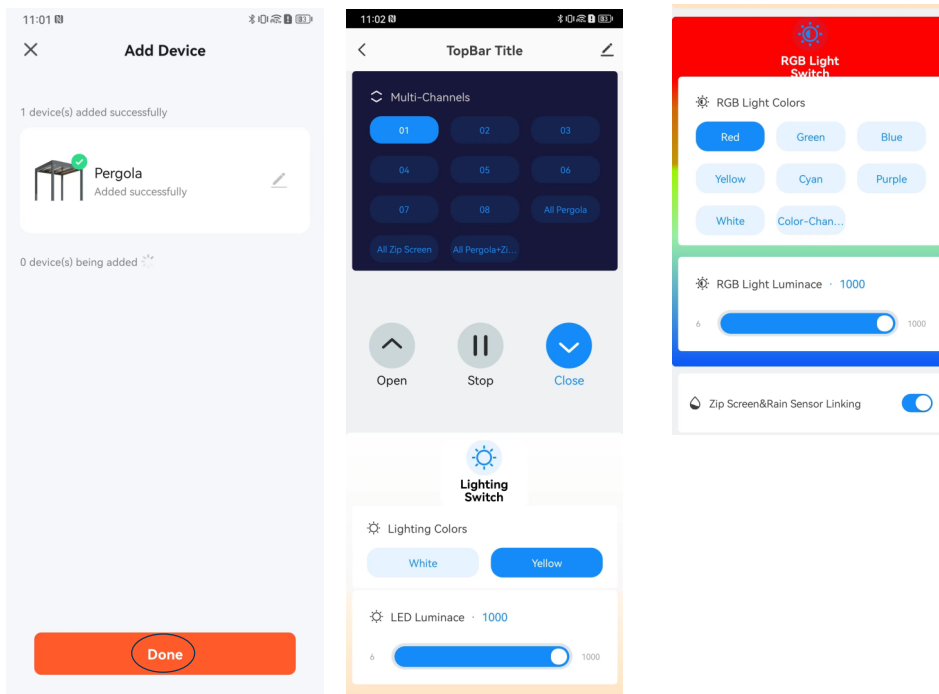 11:01
83
Add Device
1 device(s) added successfully
Pergola
Added successfully
0 device(s) being added
Done
11:02
83
TopBar Title
Multi-Channels
01
02
03
04
05
06
07
08
All Pergola
All Zip Screen
All Pergola+Zi...
Open
Stop
Close
Lighting
Switch
Lighting Colors
White
Yellow
LED Luminace · 1000
6
1000
RGB Light
Switch
RGB Light Colors
Red
Green
Blue
Yellow
Cyan
Purple
White
Color-Chan...
RGB Light Luminace · 1000
6
1000
Zip Screen&Rain Sensor Linking